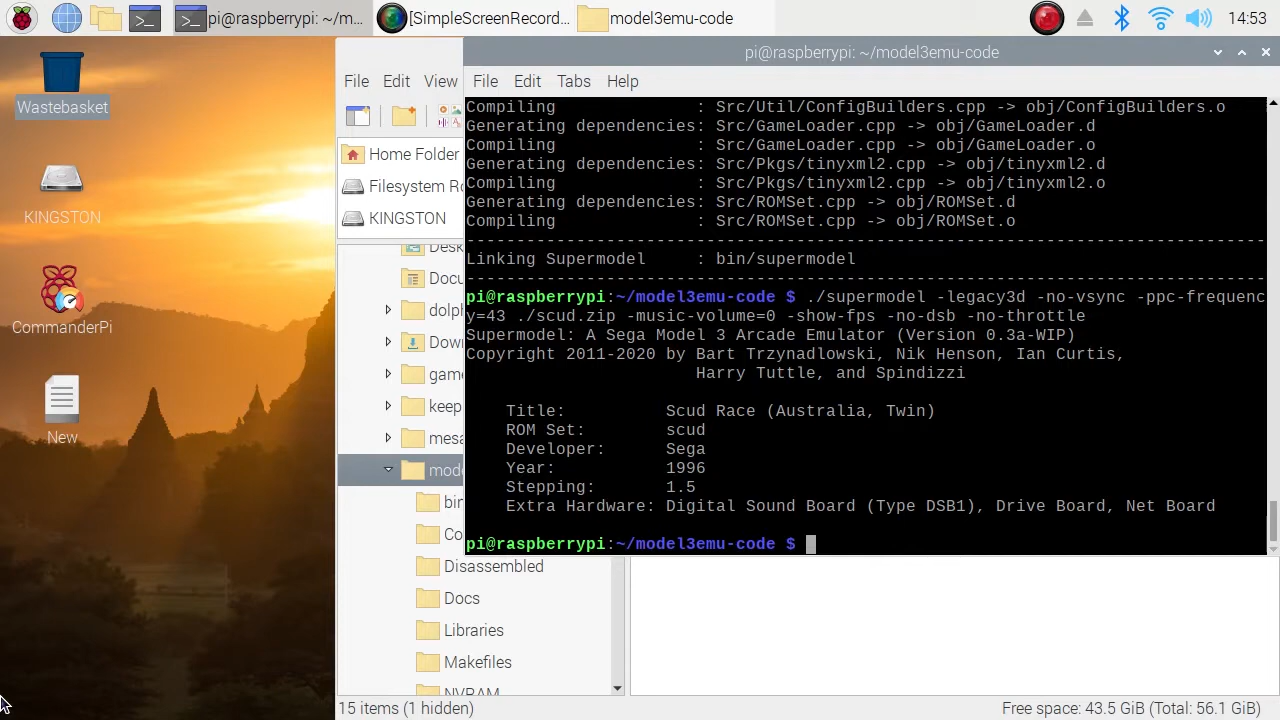 pi@raspberrypi: ~/m...
[SimpleScreenRecord...
model3emu-code
14:53
Wastebasket
KINGSTON
CommanderPi
New
File Edit View
Home Folder
Filesystem Ro
KINGSTON
Desk
Docu
dolph
Down
game
keep
mesa
mode
bin
Co
Disassembled
Docs
Libraries
Makefiles
NVRAM
15 items (1 hidden)
Free space: 43.5 GiB (Total: 56.1 GiB)
pi@raspberrypi: ~/model3emu-code
File Edit Tabs Help
Compiling : Src/Util/ConfigBuilders.cpp -> obj/ConfigBuilders.o
Generating dependencies: Src/GameLoader.cpp -> obj/GameLoader.d
Compiling : Src/GameLoader.cpp -> obj/GameLoader.o
Generating dependencies: Src/Pkgs/tinyxml2.cpp -> obj/tinyxml2.d
Compiling : Src/Pkgs/tinyxml2.cpp -> obj/tinyxml2.o
Generating dependencies: Src/ROMSet.cpp -> obj/ROMSet.d
Compiling : Src/ROMSet.cpp -> obj/ROMSet.o
--------------------------------------------------------------------------------
Linking Supermodel : bin/supermodel
--------------------------------------------------------------------------------
pi@raspberrypi:~/model3emu-code $ ./supermodel -legacy3d -no-vsync -ppc-frequenc
y=43 ./scud.zip -music-volume=0 -show-fps -no-dsb -no-throttle
Supermodel: A Sega Model 3 Arcade Emulator (Version 0.3a-WIP)
Copyright 2011-2020 by Bart Trzynadlowski, Nik Henson, Ian Curtis,
Harry Tuttle, and Spindizzi
Title: Scud Race (Australia, Twin)
ROM Set: scud
Developer: Sega
Year: 1996
Stepping: 1.5
Extra Hardware: Digital Sound Board (Type DSB1), Drive Board, Net Board
pi@raspberrypi:~/model3emu-code $